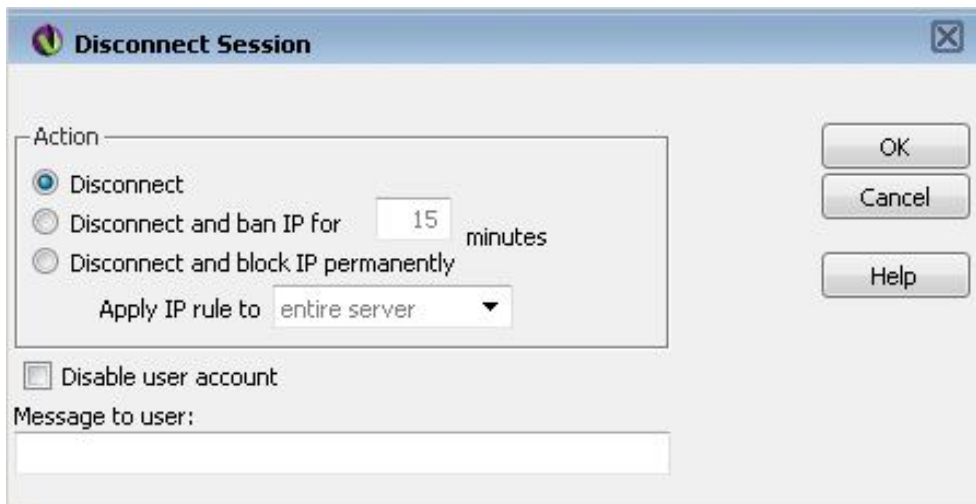 Disconnect Session
Action
Disconnect
Disconnect and ban IP for 15 minutes
Disconnect and block IP permanently
Apply IP rule to entire server
Disable user account
Message to user:
OK
Cancel
Help